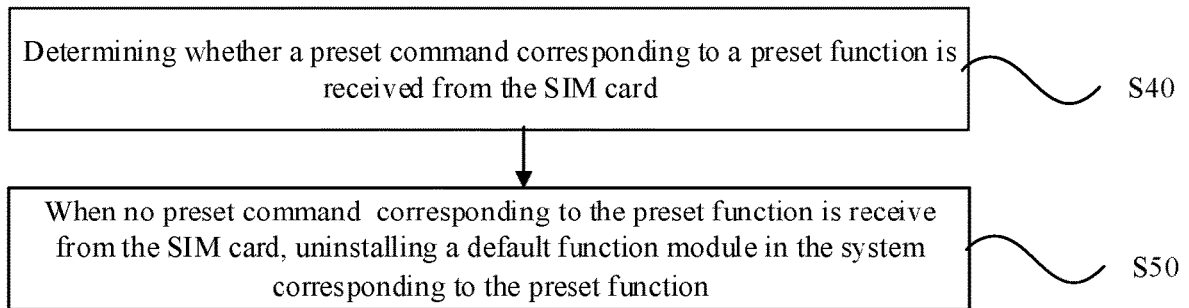 Determining whether a preset command corresponding to a preset function is
received from the SIM card
S40
When no preset command corresponding to the preset function is receive
from the SIM card, uninstalling a default function module in the system
corresponding to the preset function
S50